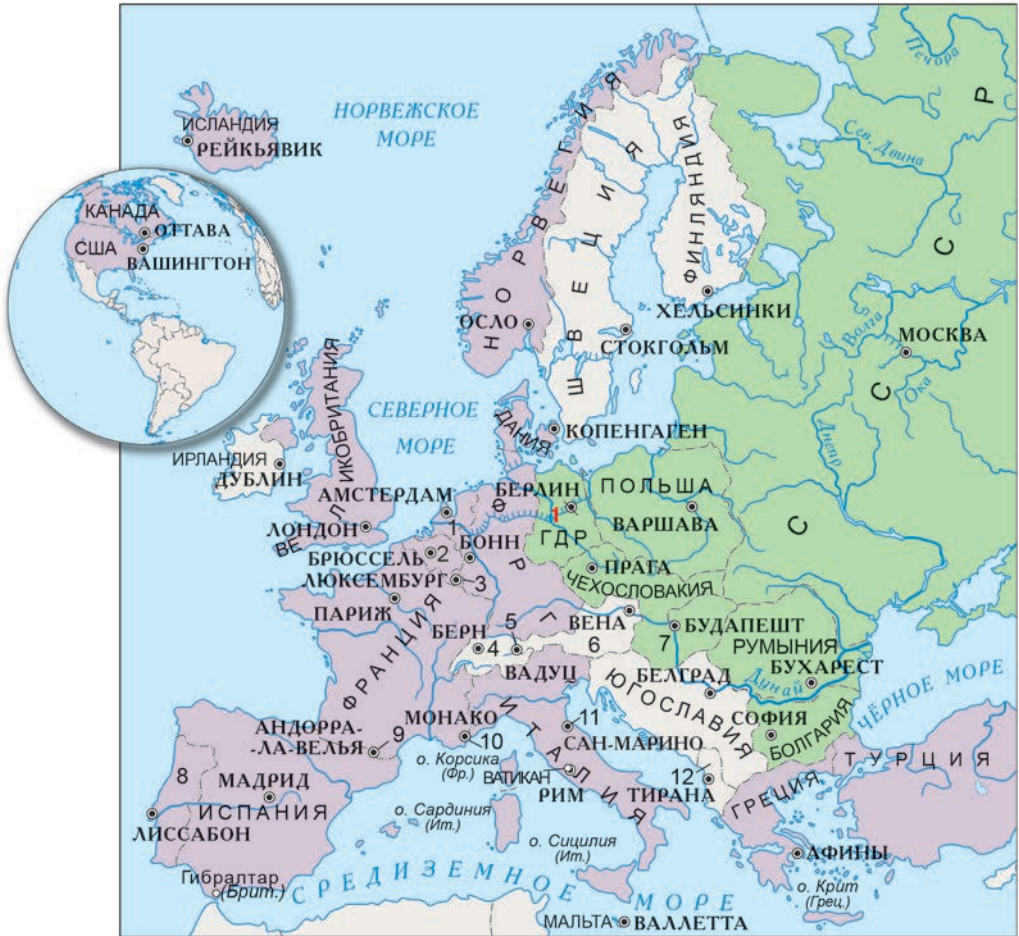 Печора
НОРВЕЖСКОЕ
МОРЕ
ИСЛАНДИЯ
РЕЙКЬЯВИК
Сев. Двина
СССР
КАНАДА
ОТТАВА
США
ВАШИНГТОН
НОРВЕГИЯ
ШВЕЦИЯ
ФИНЛЯНДИЯ
ХЕЛЬСИНКИ
ОСЛО
СТОКГОЛЬМ
Волга
МОСКВА
Ока
Днепр
ВЕЛИКОБРИТАНИЯ
СЕВЕРНОЕ
МОРЕ
ДАНИЯ
КОПЕНГАГЕН
ИРЛАНДИЯ
ДУБЛИН
АМСТЕРДАМ
БЕРЛИН
ПОЛЬША
ВАРШАВА
ЛОНДОН
1
ФРГ
1
ГДР
БОНН
БРЮССЕЛЬ
2
ЛЮКСЕМБУРГ
3
ПРАГА
ЧЕХОСЛОВАКИЯ
ПАРИЖ
ФРАНЦИЯ
БЕРН
4
5
ВЕНА
6
7
БУДАПЕШТ
РУМЫНИЯ
БУХАРЕСТ
ВАДУЦ
БЕЛГРАД
Дунай
ЧЁРНОЕ МОРЕ
ЮГОСЛАВИЯ
СОФИЯ
БОЛГАРИЯ
АНДОРРА-
-ЛА-ВЕЛЬЯ
9
МОНАКО
10
ИТАЛИЯ
11
САН-МАРИНО
о. Корсика
(Фр.)
ВАТИКАН
РИМ
12
ТИРАНА
ГРЕЦИЯ
ТУРЦИЯ
8
МАДРИД
ИСПАНИЯ
ЛИССАБОН
о. Сардиния
(Ит.)
о. Сицилия
(Ит.)
АФИНЫ
о. Крит
(Грец.)
Гибралтар
(Брит.)
СРЕДИЗЕМНОЕ МОРЕ
МАЛЬТА
ВАЛЛЕТТА